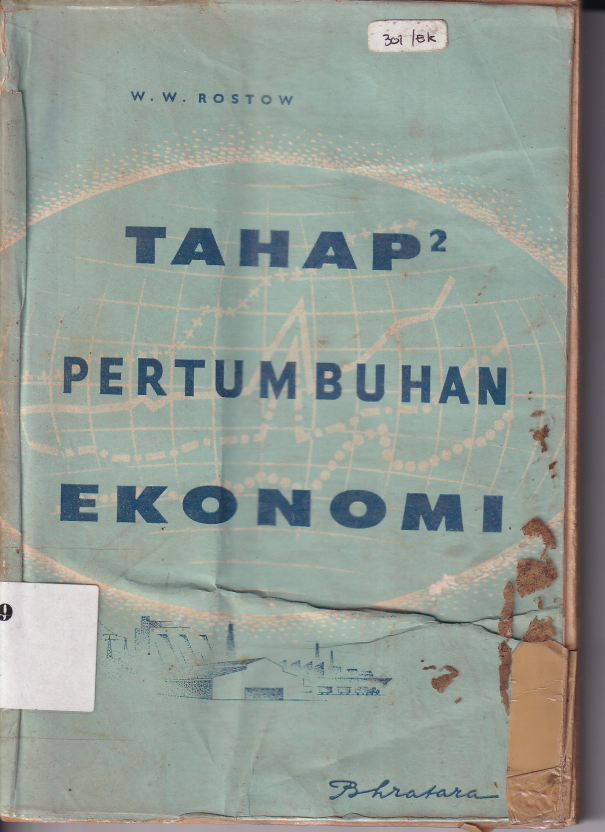 301/Ek
W. W. ROSTOW
TAHAP²
PERTUMBUHAN
EKONOMI
9
Bhratara